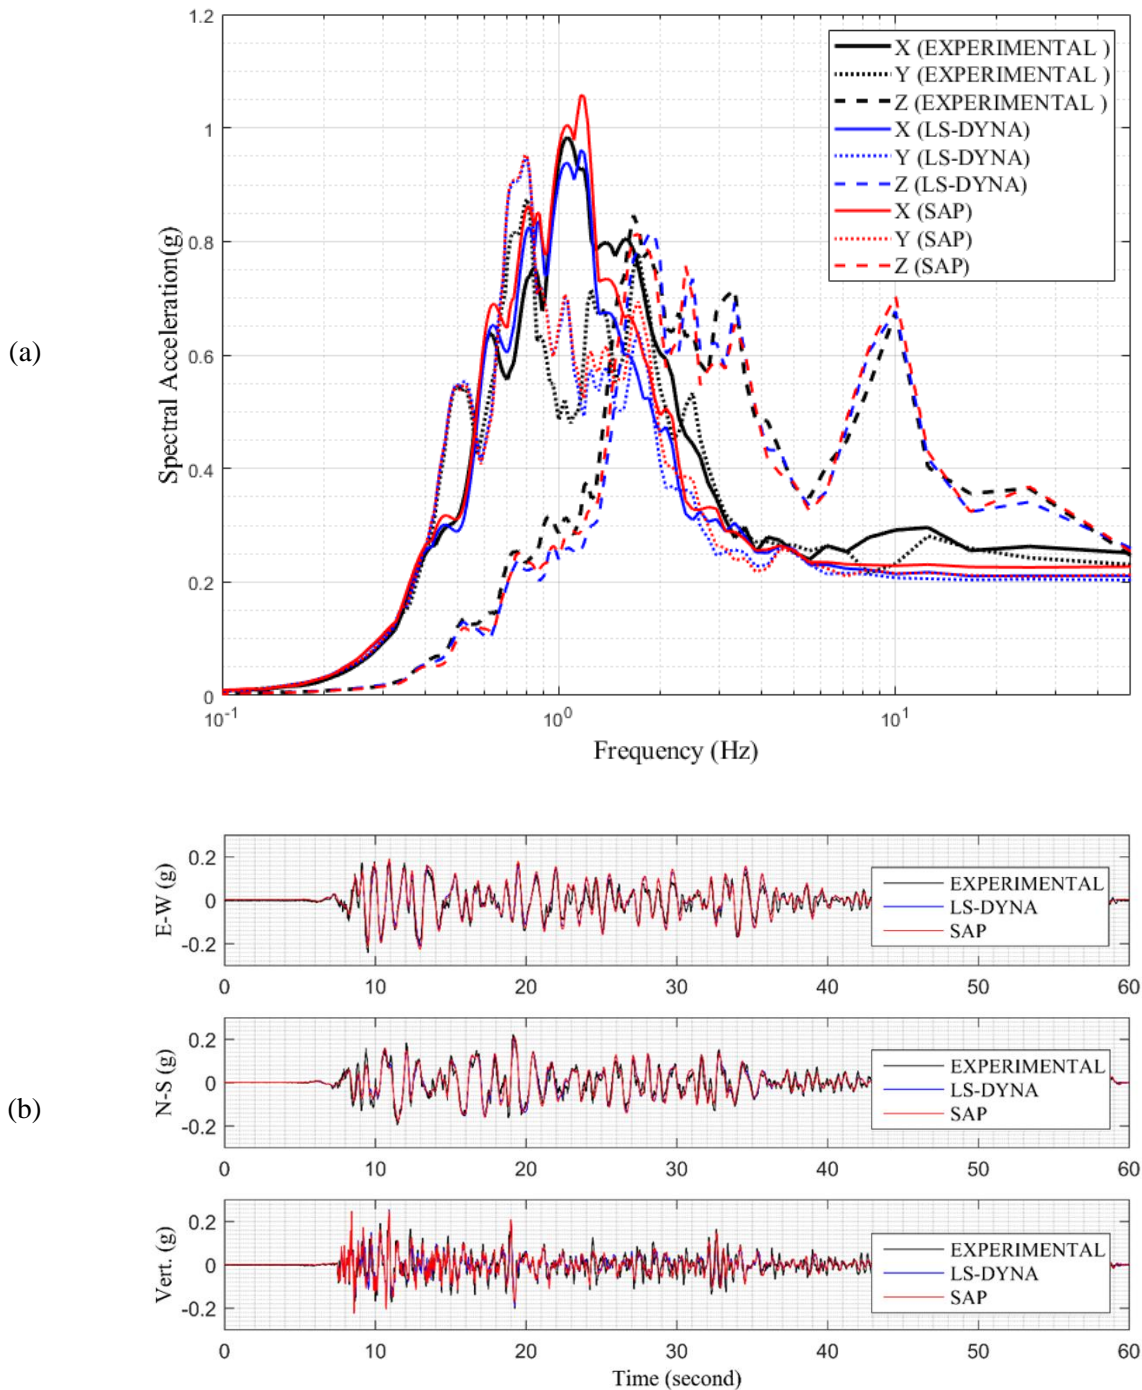 (a)
Spectral Acceleration(g)
1.2
1
0.8
0.6
0.4
0.2
0
X (EXPERIMENTAL )
Y (EXPERIMENTAL )
Z (EXPERIMENTAL )
X (LS-DYNA)
Y (LS-DYNA)
Z (LS-DYNA)
X (SAP)
Y (SAP)
Z (SAP)
10⁻¹ 10⁰ 10¹
Frequency (Hz)
(b)
E-W (g)
0.2
0
-0.2
EXPERIMENTAL
LS-DYNA
SAP
0 10 20 30 40 50 60
N-S (g)
0.2
0
-0.2
EXPERIMENTAL
LS-DYNA
SAP
0 10 20 30 40 50 60
Vert. (g)
0.2
0
-0.2
EXPERIMENTAL
LS-DYNA
SAP
0 10 20 30 40 50 60
Time (second)